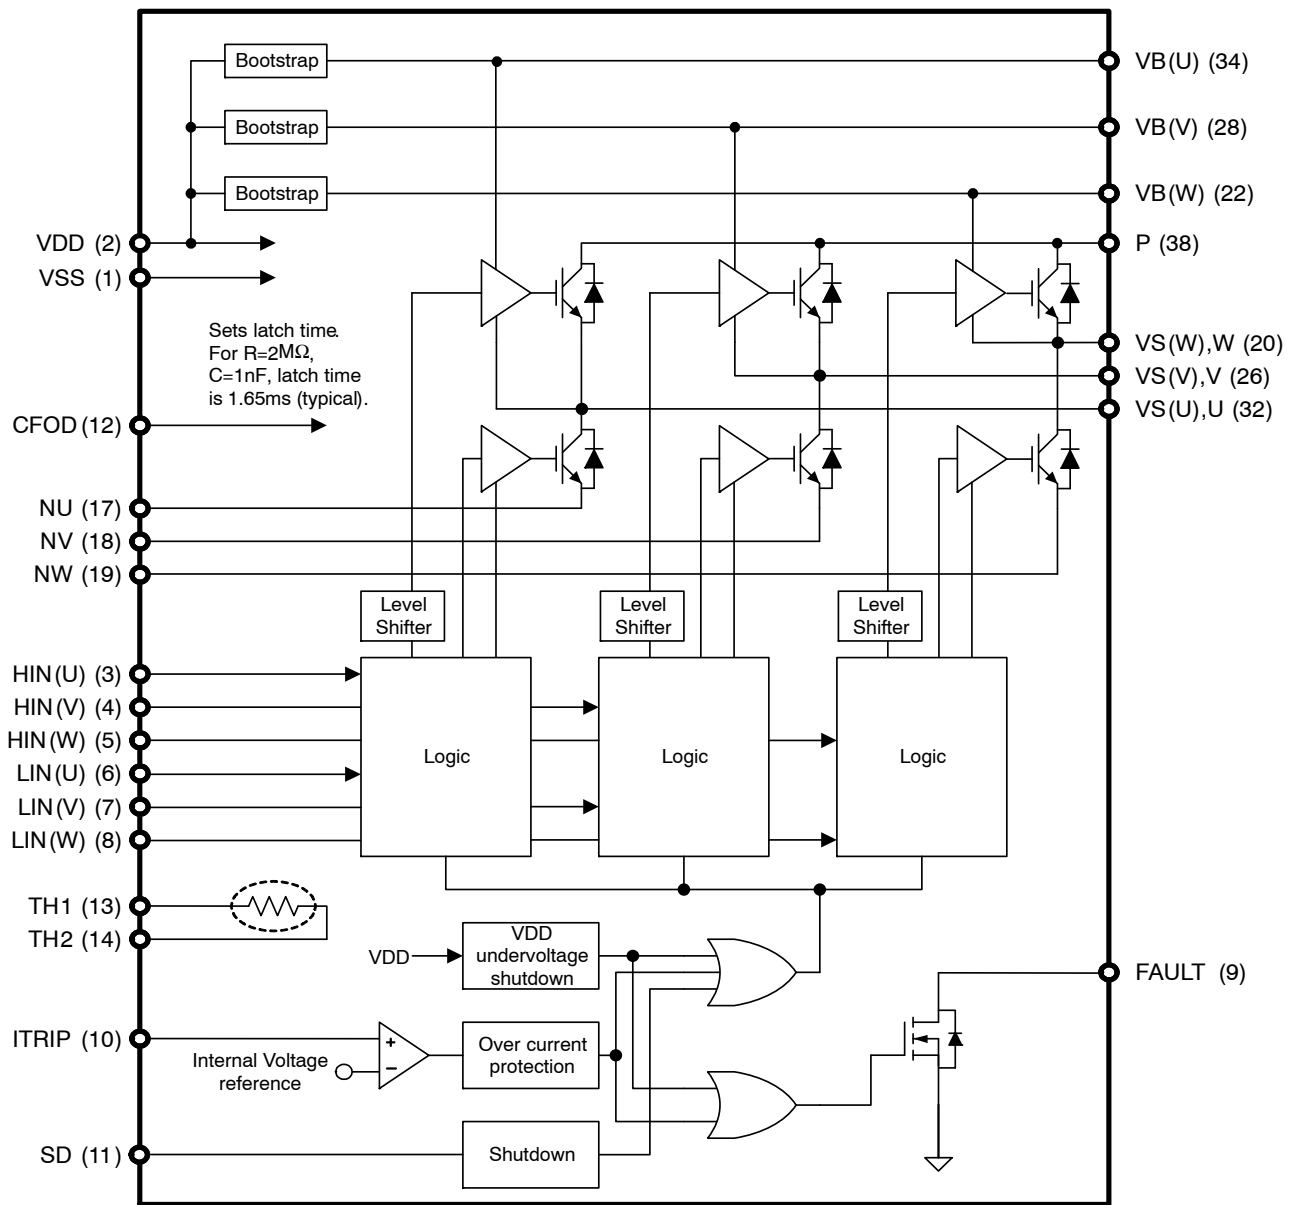 Bootstrap
VB(U) (34)
Bootstrap
VB(V) (28)
Bootstrap
VB(W) (22)
VDD (2)
P (38)
VSS (1)
Sets latch time.
For R=2MΩ,
C=1nF, latch time
is 1.65ms (typical).
VS(W),W (20)
VS(V),V (26)
VS(U),U (32)
CFOD (12)
NU (17)
NV (18)
NW (19)
Level
Shifter
Level
Shifter
Level
Shifter
HIN(U) (3)
HIN(V) (4)
HIN(W) (5)
LIN(U) (6)
LIN(V) (7)
LIN(W) (8)
Logic
Logic
Logic
TH1 (13)
TH2 (14)
VDD
VDD
undervoltage
shutdown
FAULT (9)
ITRIP (10)
Internal Voltage
reference
+
−
Over current
protection
SD (11)
Shutdown